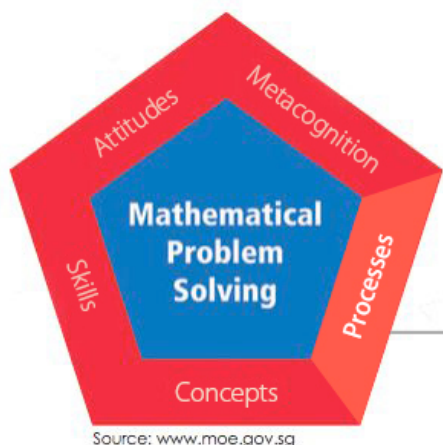 Attitudes
Metacognition
Mathematical
Problem
Solving
Skills
Processes
Concepts
Source: www.moe.gov.sg